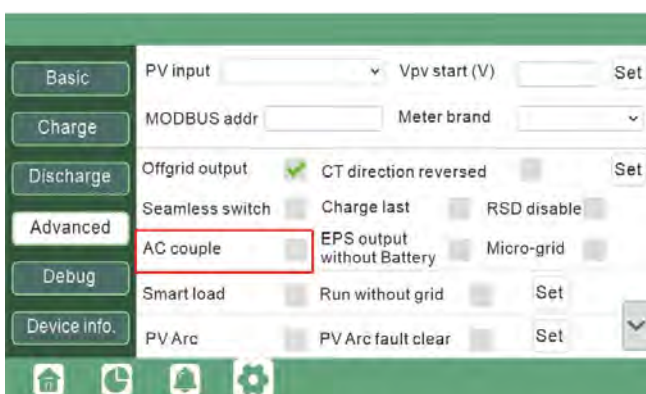 Basic
Charge
Discharge
Advanced
Debug
Device info.
PV input Vpv start (V) Set
MODBUS addr Meter brand
Offgrid output CT direction reversed Set
Seamless switch Charge last RSD disable
AC couple EPS output without Battery Micro-grid
Smart load Run without grid Set
PV Arc PV Arc fault clear Set